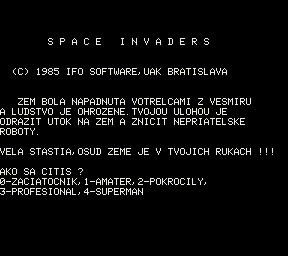 SPACE INVADERS
(C) 1985 IFO SOFTWARE,UAK BRATISLAVA
ZEM BOLA NAPADNUTA VOTRELCAMI Z VESMIRU
A LUDSTVO JE OHROZENE.TVOJOU ULOHOU JE
ODRAZIT UTOK NA ZEM A ZNICIT NEPRIATELSKE
ROBOTY.
VELA STASTIA,OSUD ZEME JE V TVOJICH RUKACH !!!
AKO SA CITIS ?
0-ZACIATOCNIK,1-AMATER,2-POKROCILY,
3-PROFESIONAL,4-SUPERMAN